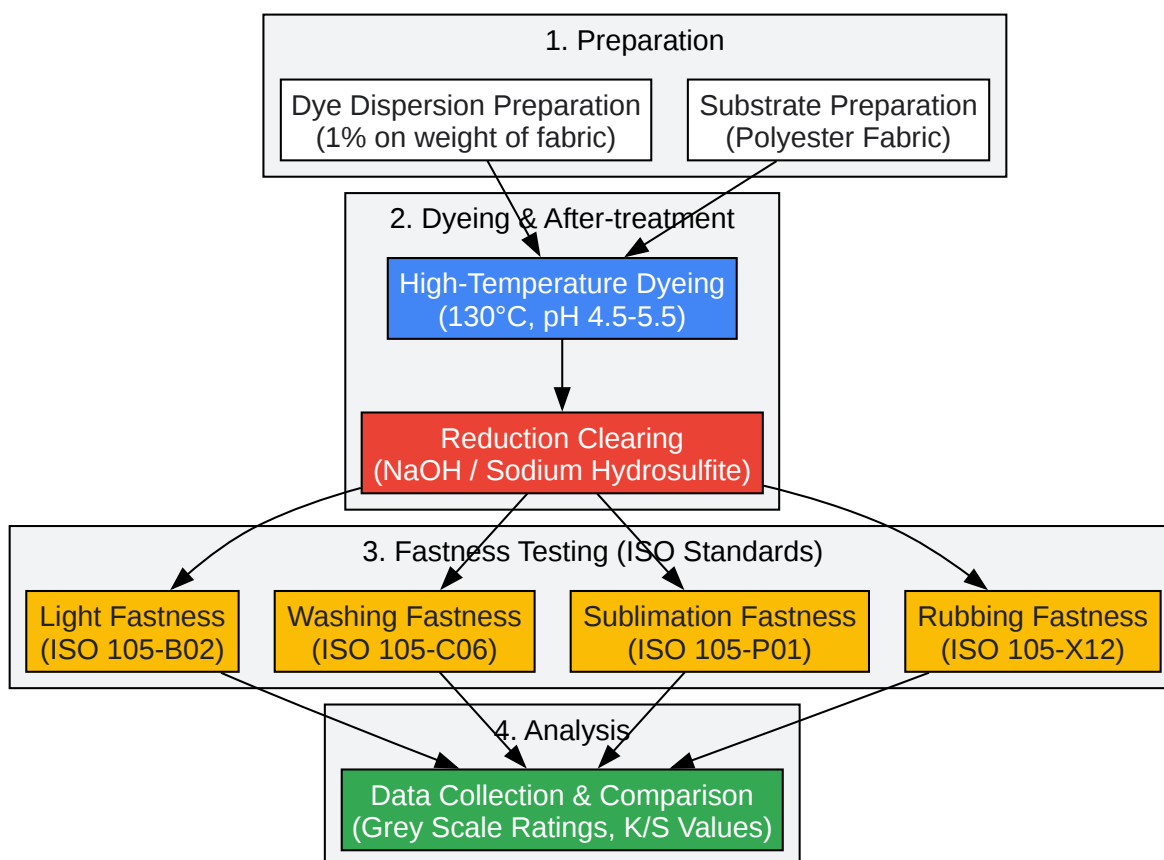 1. Preparation
Dye Dispersion Preparation
(1% on weight of fabric)
Substrate Preparation
(Polyester Fabric)
2. Dyeing & After-treatment
High-Temperature Dyeing
(130°C, pH 4.5-5.5)
Reduction Clearing
(NaOH / Sodium Hydrosulfite)
3. Fastness Testing (ISO Standards)
Light Fastness
(ISO 105-B02)
Washing Fastness
(ISO 105-C06)
Sublimation Fastness
(ISO 105-P01)
Rubbing Fastness
(ISO 105-X12)
4. Analysis
Data Collection & Comparison
(Grey Scale Ratings, K/S Values)